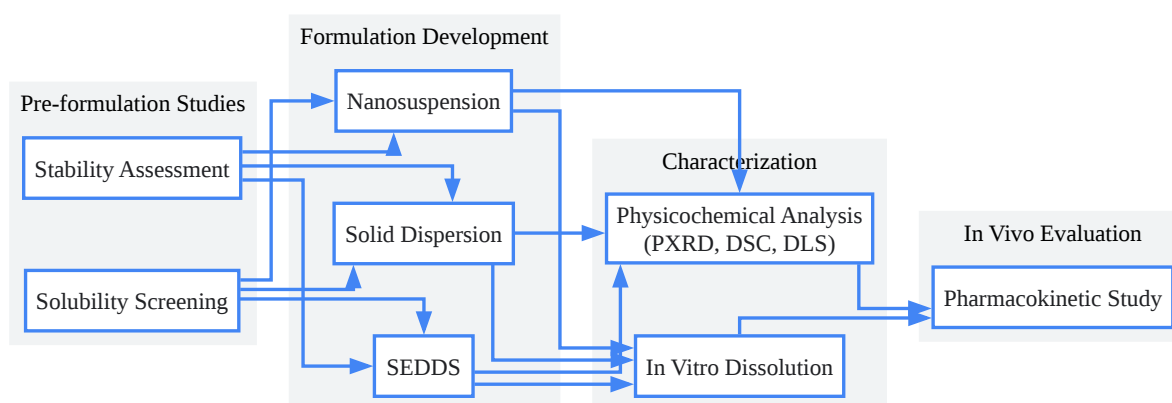 Pre-formulation Studies
Stability Assessment
Solubility Screening
Formulation Development
Nanosuspension
Solid Dispersion
SEDDS
Characterization
Physicochemical Analysis
(PXRD, DSC, DLS)
In Vitro Dissolution
In Vivo Evaluation
Pharmacokinetic Study